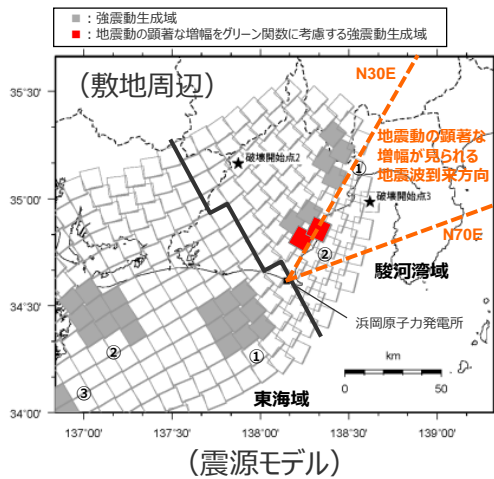 ：強震動生成域
：地震動の顕著な増幅をグリーン関数に考慮する強震動生成域
(敷地周辺)
N30E
35°30'
地震動の顕著な
増幅が見られる
地震波到来方向
①
破壊開始点2
35°00'
破壊開始点3
N70E
②
駿河湾域
34°30'
浜岡原子力発電所
②
①
km
③
東海域
0
50
34°00'
137°00'
137°30'
138°00'
138°30'
139°00'
(震源モデル)